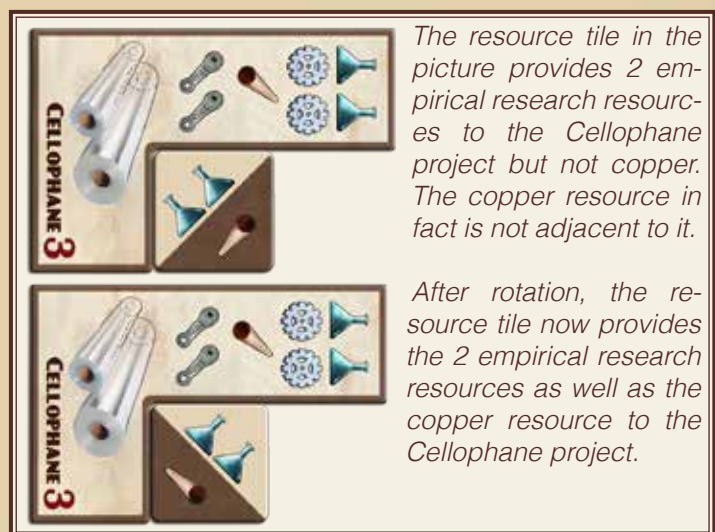 CELLOPHANE 3
The resource tile in the
picture provides 2 em-
pirical research resourc-
es to the Cellophane
project but not copper.
The copper resource in
fact is not adjacent to it.
CELLOPHANE 3
After rotation, the re-
source tile now provides
the 2 empirical research
resources as well as the
copper resource to the
Cellophane project.